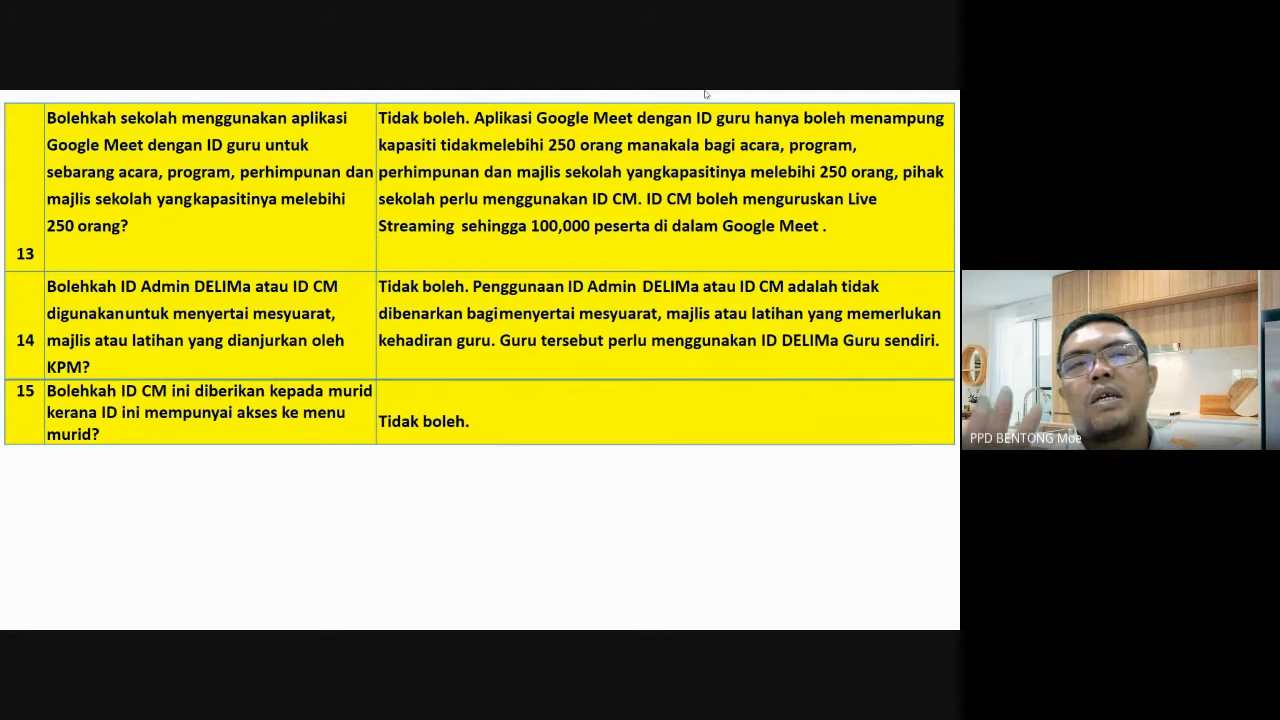 Bolehkah sekolah menggunakan aplikasi
Google Meet dengan ID guru untuk
sebarang acara, program, perhimpunan dan
majlis sekolah yangkapasitinya melebihi
250 orang?
13
Tidak boleh. Aplikasi Google Meet dengan ID guru hanya boleh menampung
kapasiti tidakmelebihi 250 orang manakala bagi acara, program,
perhimpunan dan majlis sekolah yangkapasitinya melebihi 250 orang, pihak
sekolah perlu menggunakan ID CM. ID CM boleh menguruskan Live
Streaming sehingga 100,000 peserta di dalam Google Meet .
Bolehkah ID Admin DELIMa atau ID CM
digunakanuntuk menyertai mesyuarat,
14
majlis atau latihan yang dianjurkan oleh
KPM?
Tidak boleh. Penggunaan ID Admin DELIMa atau ID CM adalah tidak
dibenarkan bagimenyertai mesyuarat, majlis atau latihan yang memerlukan
kehadiran guru. Guru tersebut perlu menggunakan ID DELIMa Guru sendiri.
15
Bolehkah ID CM ini diberikan kepada murid
kerana ID ini mempunyai akses ke menu
murid?
Tidak boleh.
PPD BENTONG Moe